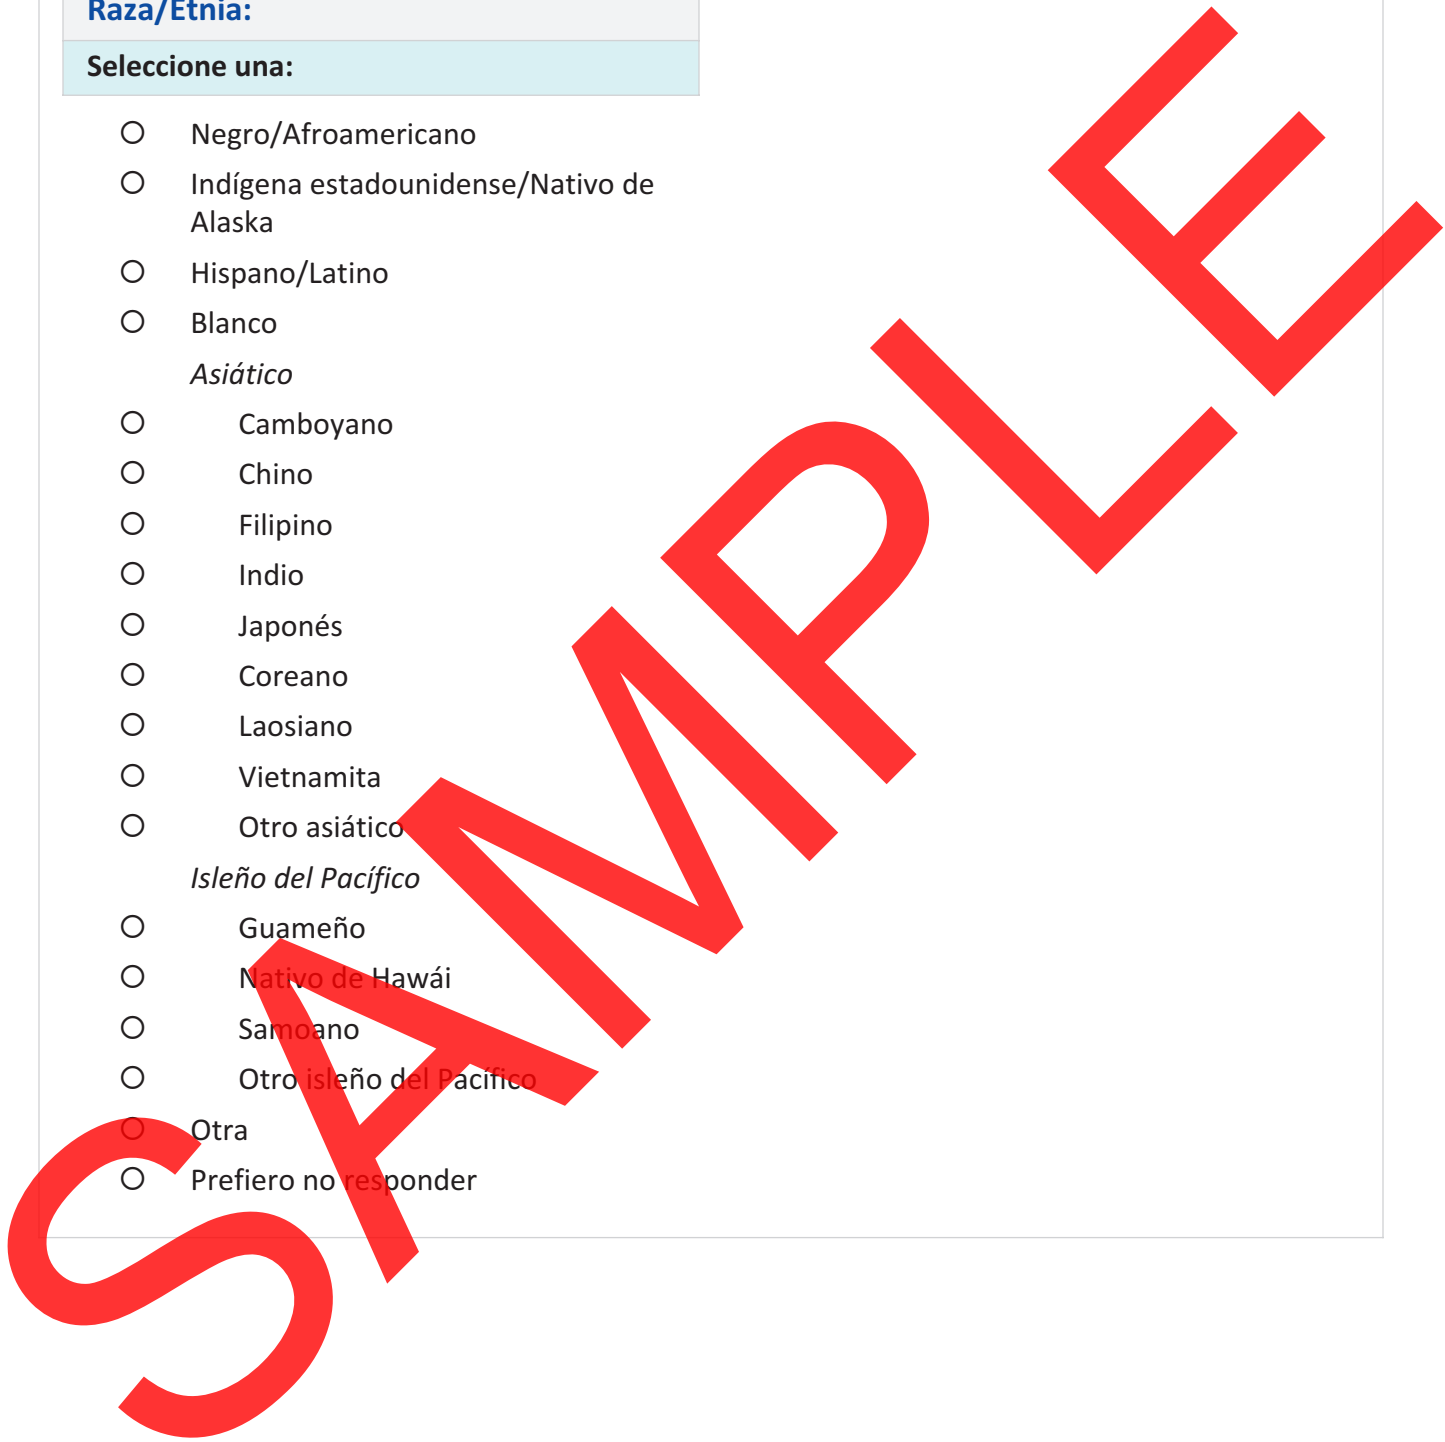 Raza/Etnia:
Seleccione una:
Negro/Afroamericano
Indígena estadounidense/Nativo de
Alaska
Hispano/Latino
Blanco
Asiático
Camboyano
Chino
Filipino
Indio
Japonés
Coreano
Laosiano
Vietnamita
Otro asiático
Isleño del Pacífico
Guameño
Nativo de Hawái
Samoano
Otro isleño del Pacífico
Otra
Prefiero no responder
SAMPLE